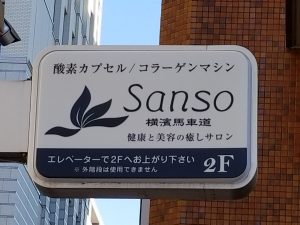 酸素カプセル/コラーゲンマシン
Sanso
横濱馬車道
健康と美容の癒しサロン
エレベーターで2Fへお上がり下さい
※外階段は使用できません
2F